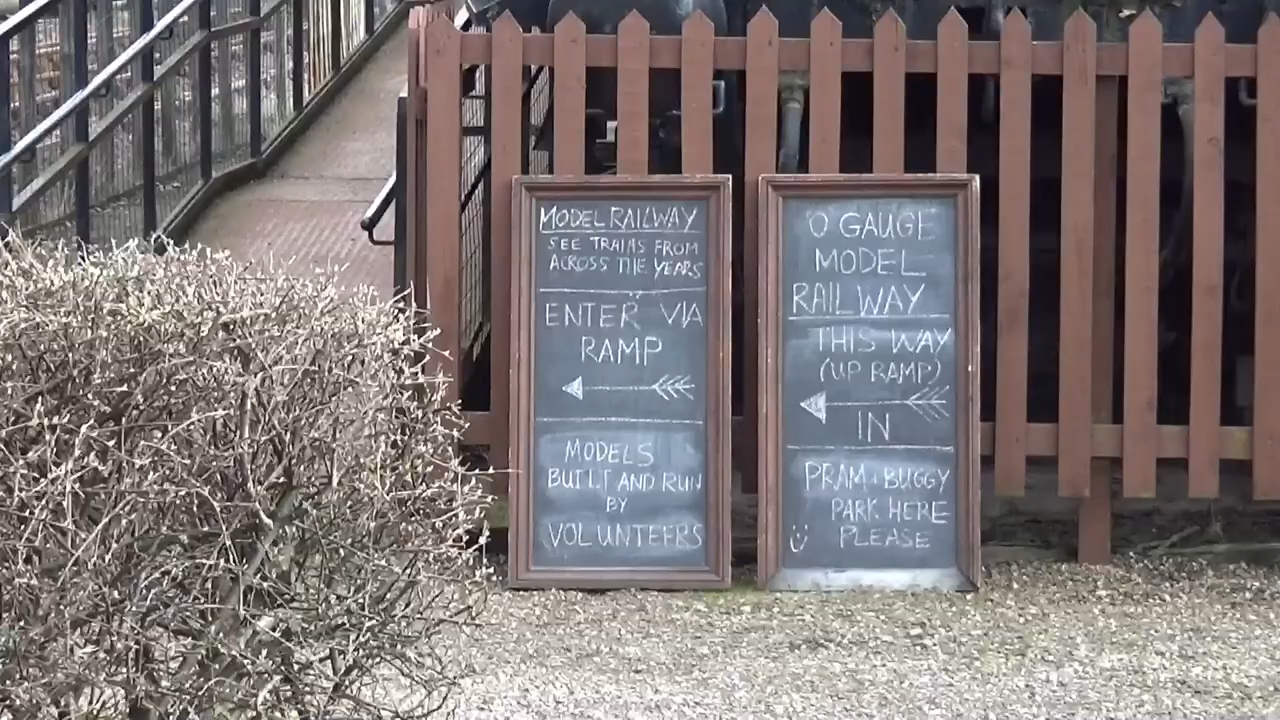 MODEL RAILWAY
SEE TRAINS FROM
ACROSS THE YEARS
ENTER VIA
RAMP
MODELS
BUILT AND RUN
BY
VOLUNTEERS
O GAUGE
MODEL
RAILWAY
THIS WAY
(UP RAMP)
IN
PRAM + BUGGY
PARK HERE
PLEASE